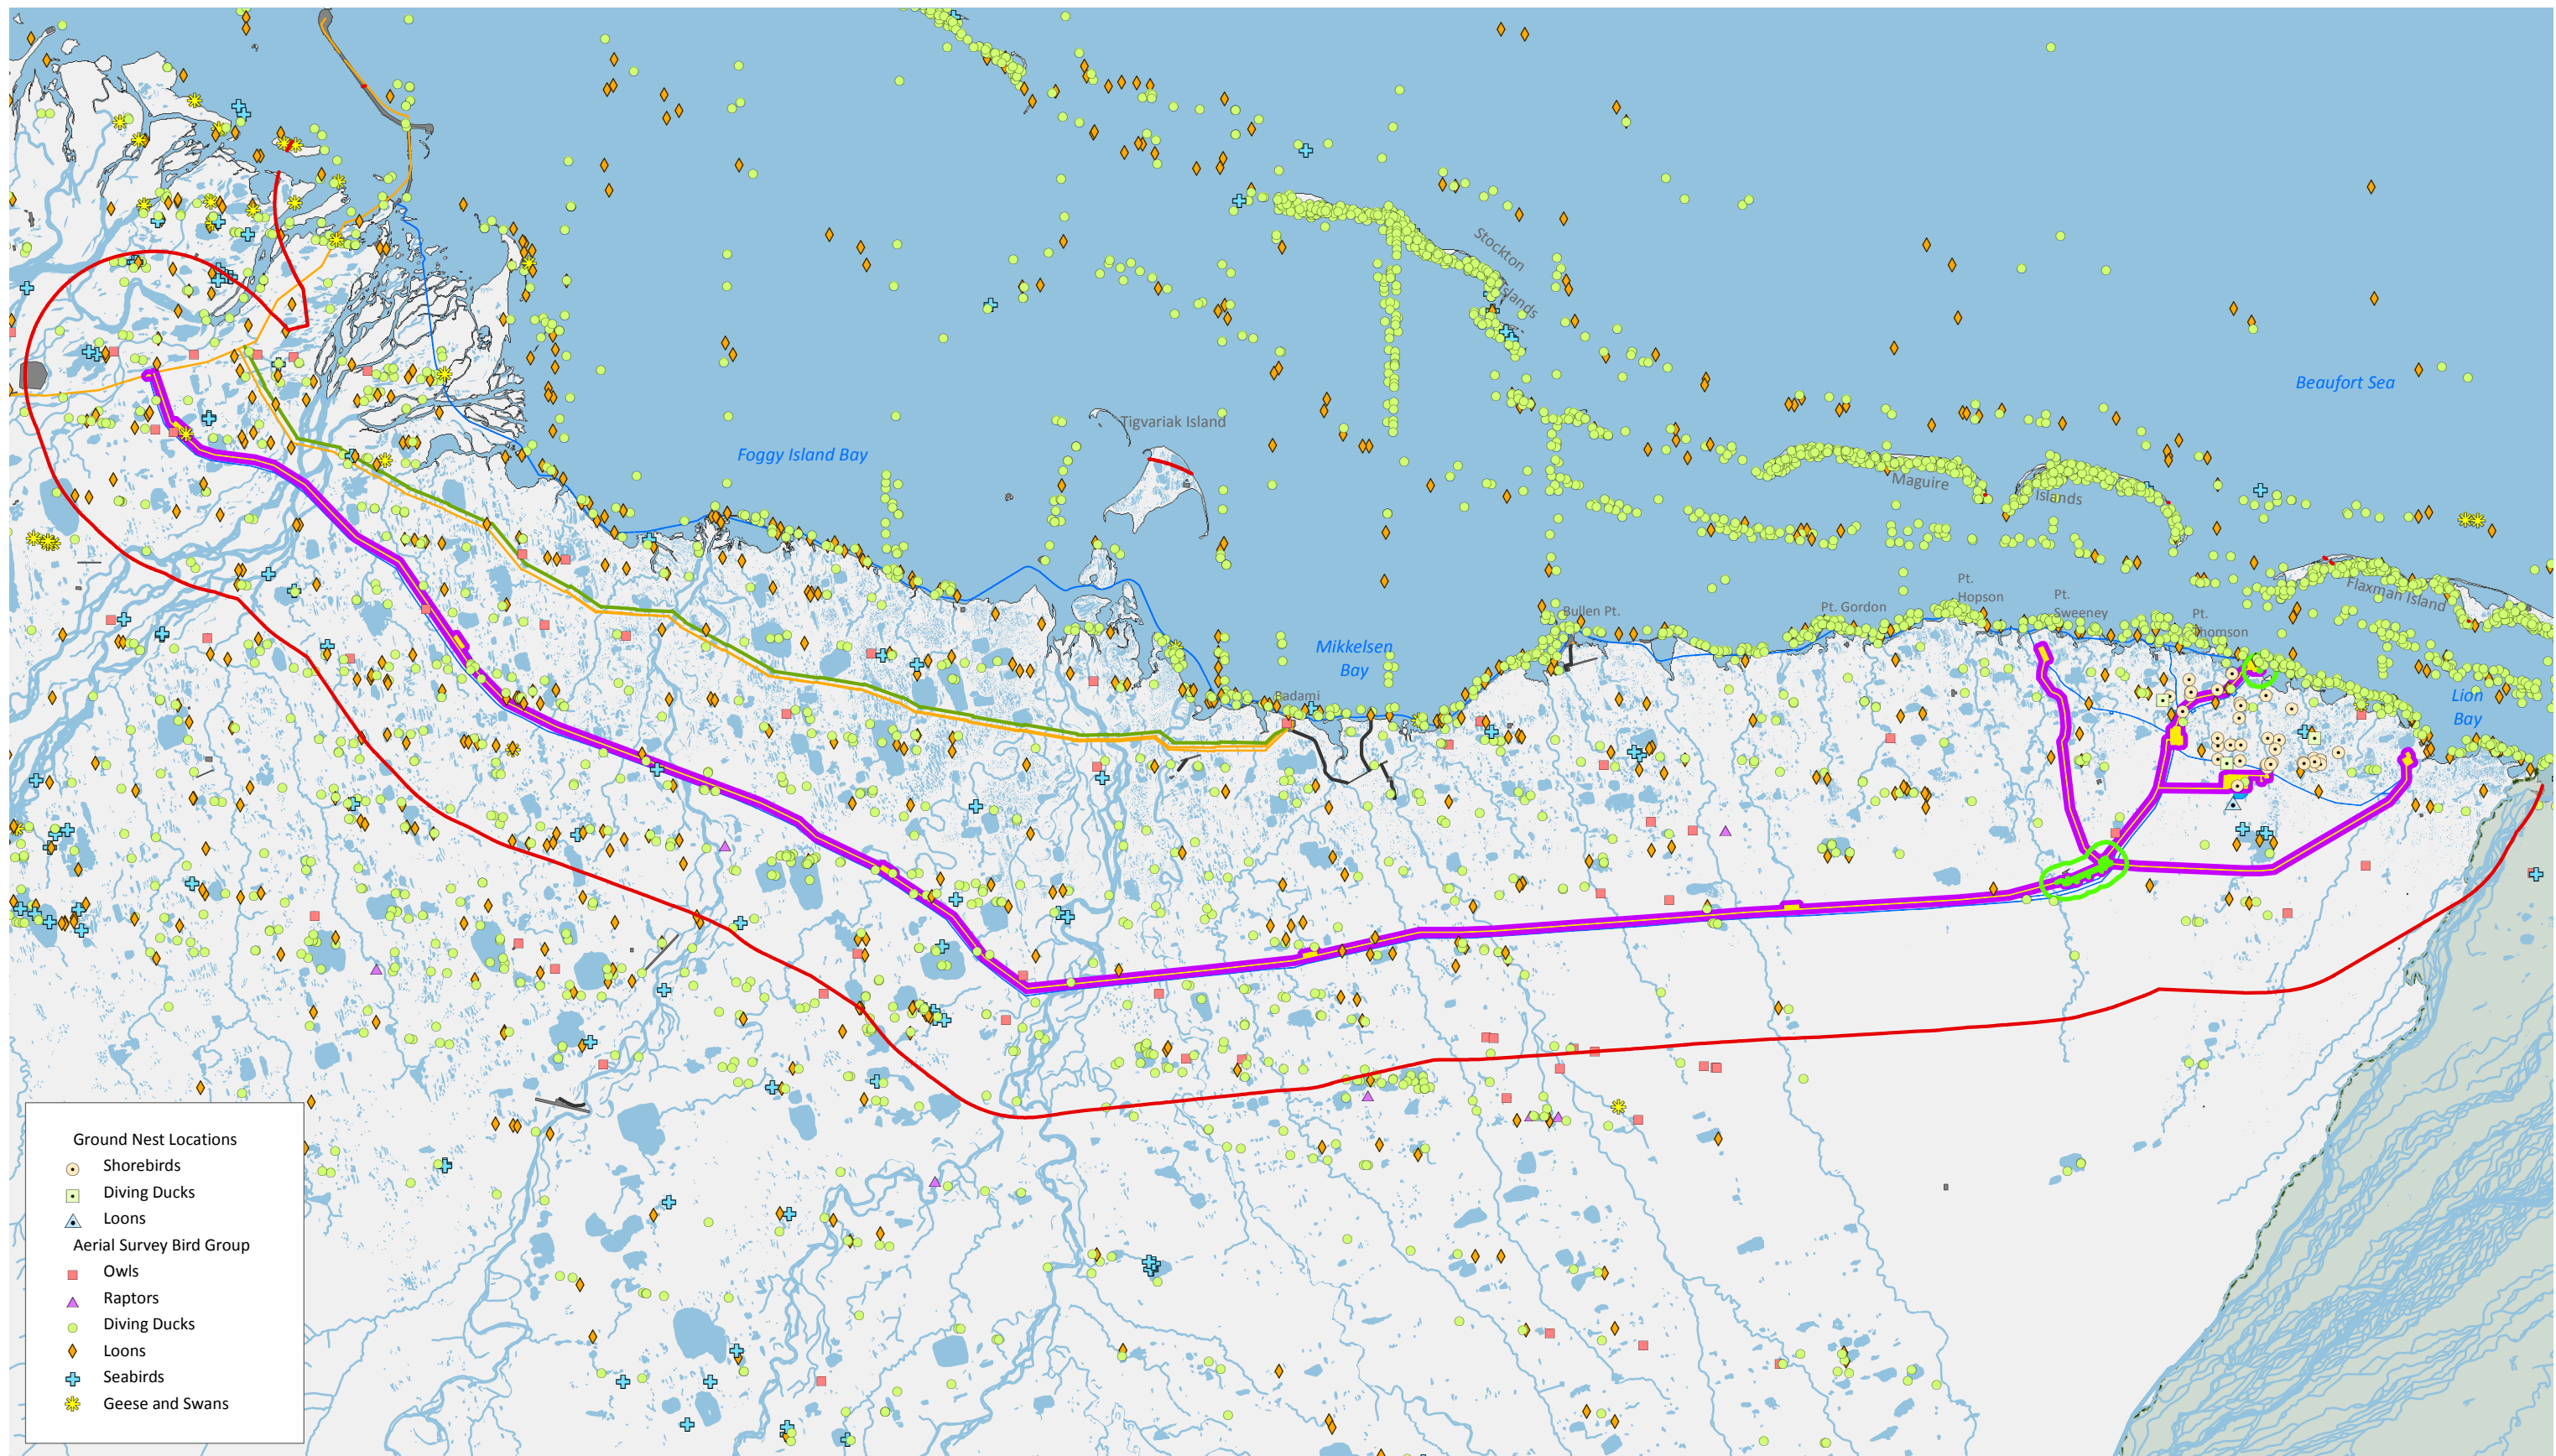 Stockton
Islands
Beaufort Sea
Tigvariak Island
Foggy Island Bay
Maguire
Islands
Flaxman Island
Pt.
Hopson
Pt.
Sweeney
Pt. Gordon
Bullen Pt.
Pt.
Thomson
Mikkelsen
Bay
Badami
Lion
Bay
Ground Nest Locations
Shorebirds
Diving Ducks
Loons
Aerial Survey Bird Group
Owls
Raptors
Diving Ducks
Loons
Seabirds
Geese and Swans